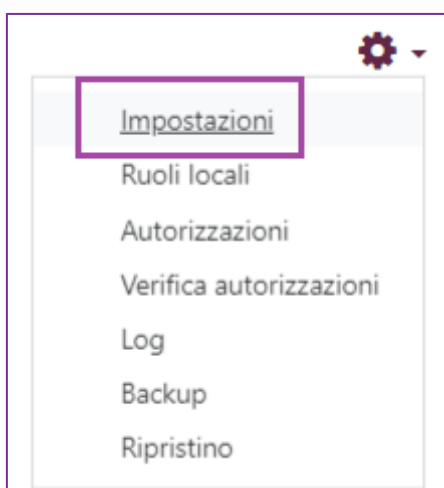 Impostazioni
Ruoli locali
Autorizzazioni
Verifica autorizzazioni
Log
Backup
Ripristino